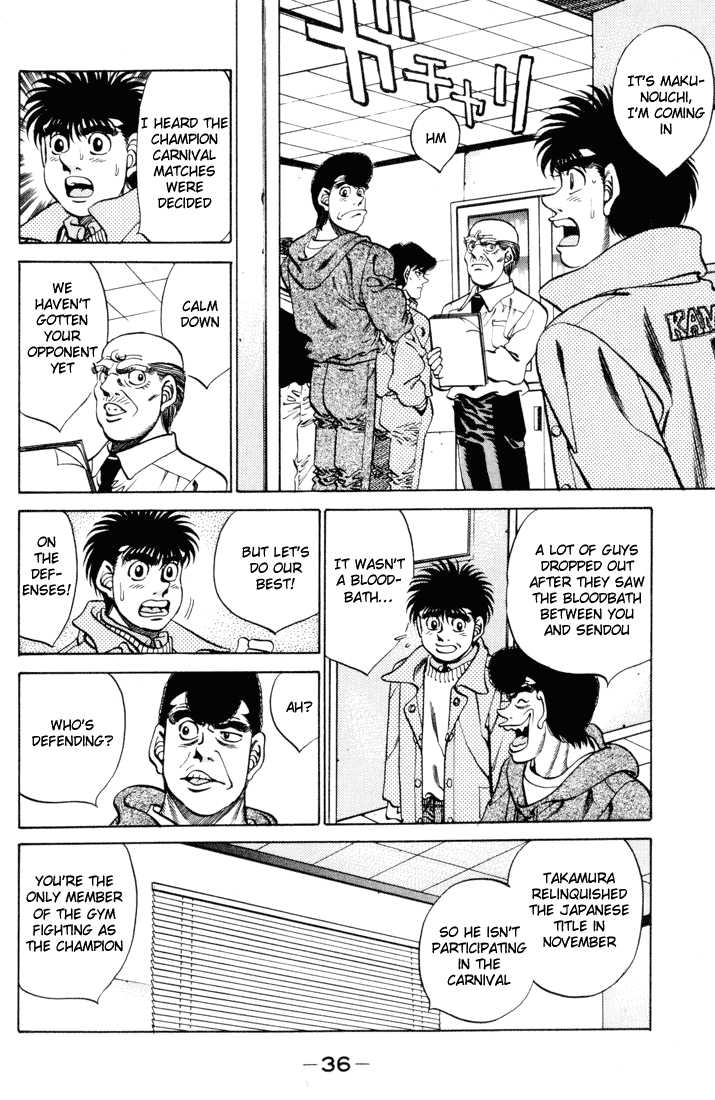 IT'S MAKU-
NOUCHI,
I'M COMING
IN
ガチャリ
HM
KAM
I HEARD THE
CHAMPION
CARNIVAL
MATCHES
WERE
DECIDED
CALM
DOWN
WE
HAVEN'T
GOTTEN
YOUR
OPPONENT
YET
A LOT OF GUYS
DROPPED OUT
AFTER THEY SAW
THE BLOODBATH
BETWEEN YOU
AND SENDOU
IT WASN'T
A BLOOD-
BATH...
BUT LET'S
DO OUR
BEST!
ON
THE
DEF-
ENSES!
AH?
WHO'S
DEFENDING?
TAKAMURA
RELINQUISHED
THE JAPANESE
TITLE IN
NOVEMBER
SO HE ISN'T
PARTICIPATING
IN THE
CARNIVAL
YOU'RE THE
ONLY MEMBER
OF THE GYM
FIGHTING AS
THE CHAMPION
—36—